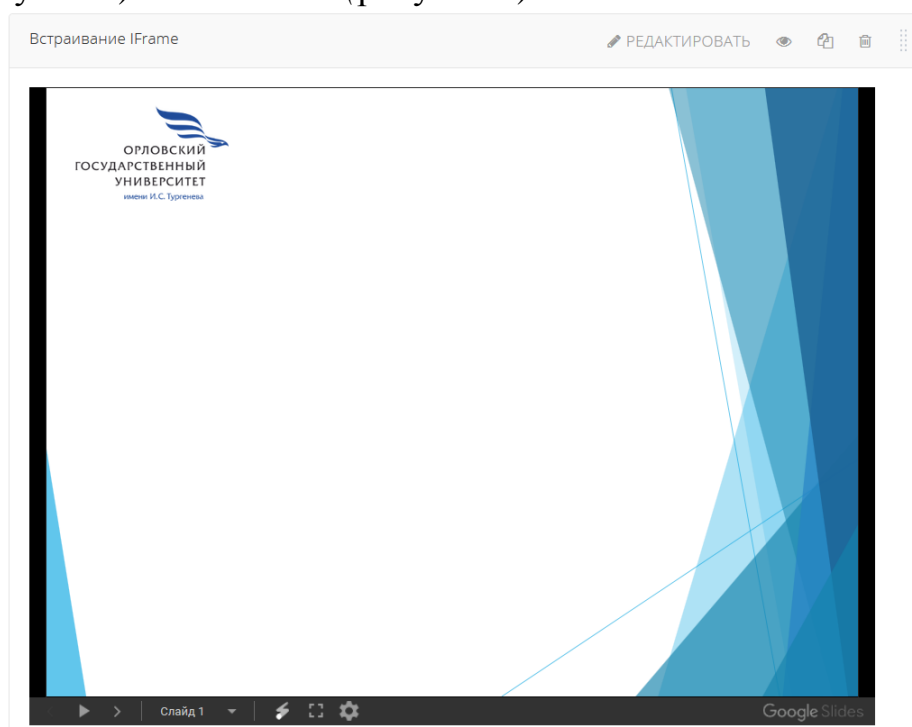 Встраивание IFrame
РЕДАКТИРОВАТЬ
ОРЛОВСКИЙ
ГОСУДАРСТВЕННЫЙ
УНИВЕРСИТЕТ
имени И.С. Тургенева
Слайд 1
Google Slides